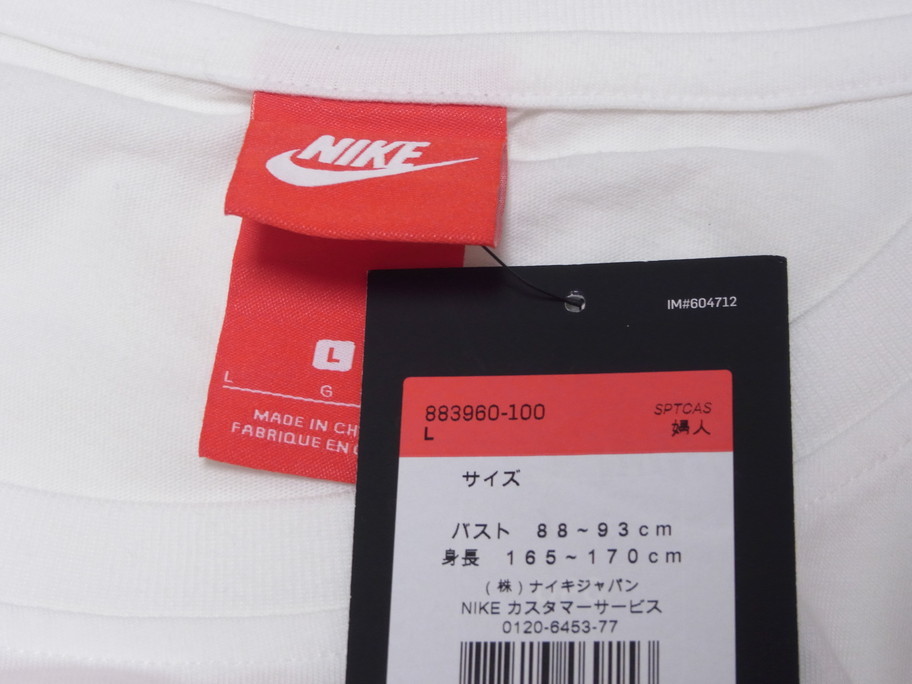 NIKE
L
L
G
MADE IN CH
FABRIQUE EN
IM#604712
883960-100
L
SPTCAS
婦人
サイズ
バスト 88~93cm
身長 165~170cm
(株)ナイキジャパン
NIKE カスタマーサービス
0120-6453-77